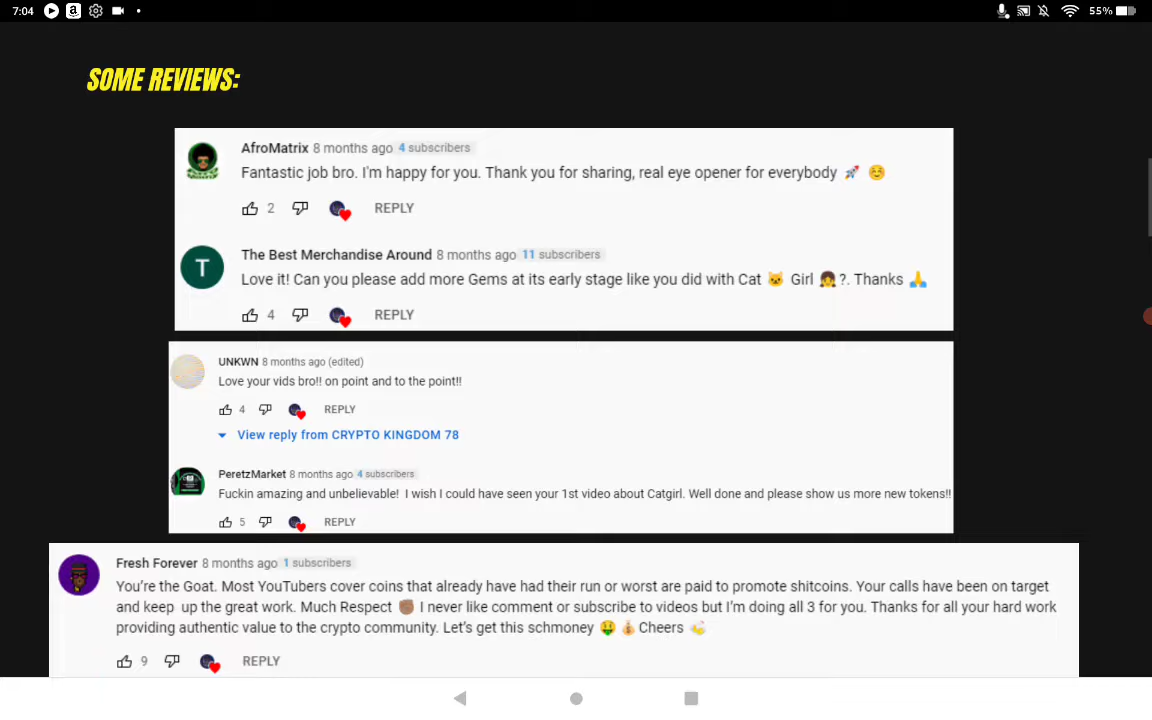 7:04 55%
SOME REVIEWS:
AfroMatrix 8 months ago 4 subscribers
Fantastic job bro. I'm happy for you. Thank you for sharing, real eye opener for everybody 🚀 ☺️
2 REPLY
T
The Best Merchandise Around 8 months ago 11 subscribers
Love it! Can you please add more Gems at its early stage like you did with Cat 🐱 Girl 👧?. Thanks 🙏
4 REPLY
UNKWN 8 months ago (edited)
Love your vids bro!! on point and to the point!!
4 REPLY
View reply from CRYPTO KINGDOM 78
PeretzMarket 8 months ago 4 subscribers
Fuckin amazing and unbelievable! I wish I could have seen your 1st video about Catgirl. Well done and please show us more new tokens!!
5 REPLY
Fresh Forever 8 months ago 1 subscribers
You're the Goat. Most YouTubers cover coins that already have had their run or worst are paid to promote shitcoins. Your calls have been on target
and keep up the great work. Much Respect ✊🏾 I never like comment or subscribe to videos but I'm doing all 3 for you. Thanks for all your hard work
providing authentic value to the crypto community. Let's get this schmoney 🤑 💰 Cheers 🍻
9 REPLY